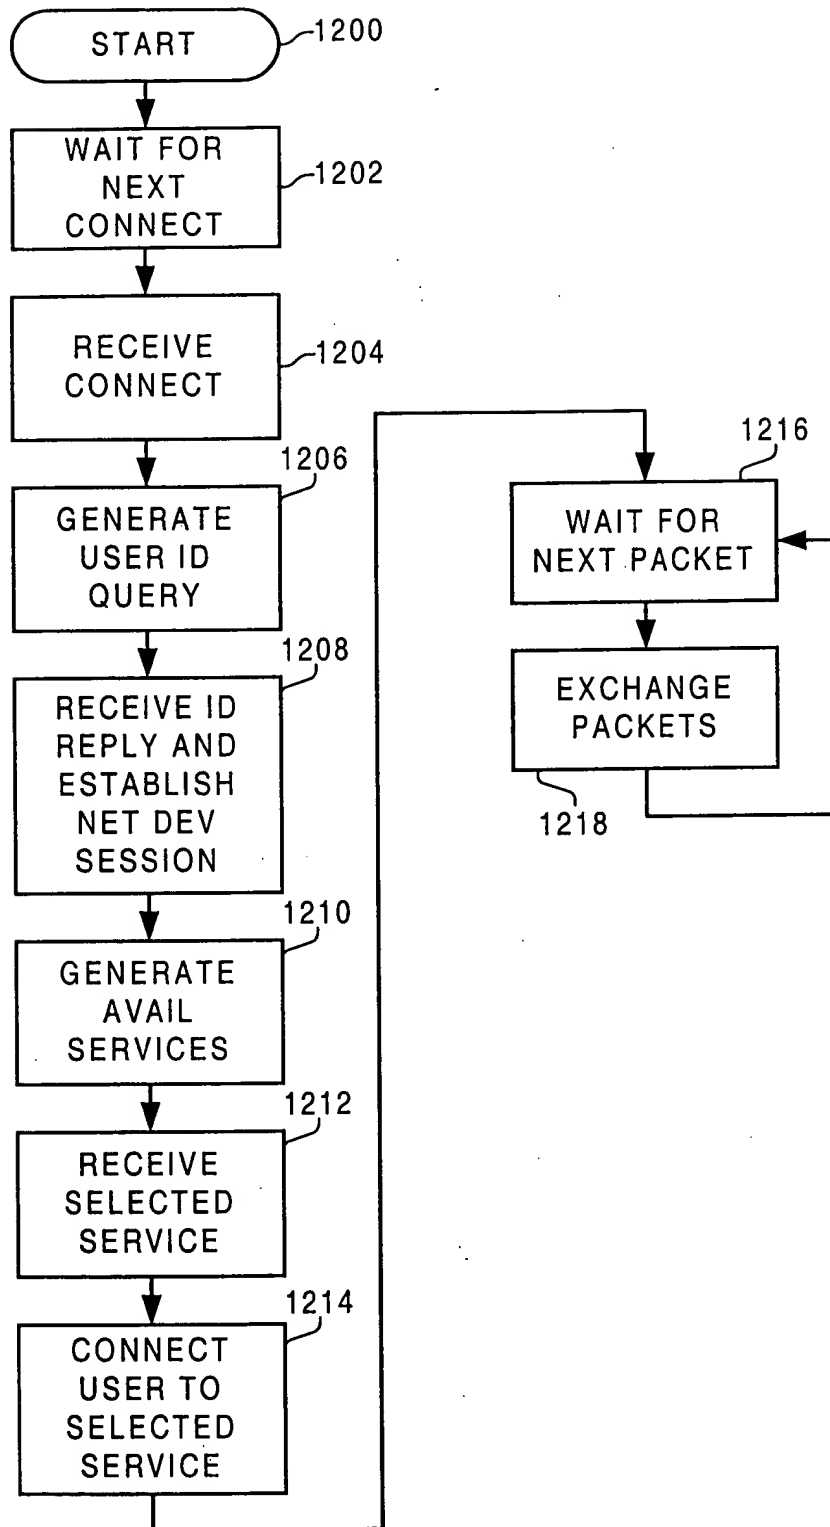 START
1200
WAIT FOR
NEXT
CONNECT
1202
RECEIVE
CONNECT
1204
1206
GENERATE
USER ID
QUERY
1208
RECEIVE ID
REPLY AND
ESTABLISH
NET DEV
SESSION
1210
GENERATE
AVAIL
SERVICES
1212
RECEIVE
SELECTED
SERVICE
1214
CONNECT
USER TO
SELECTED
SERVICE
1216
WAIT FOR
NEXT PACKET
EXCHANGE
PACKETS
1218